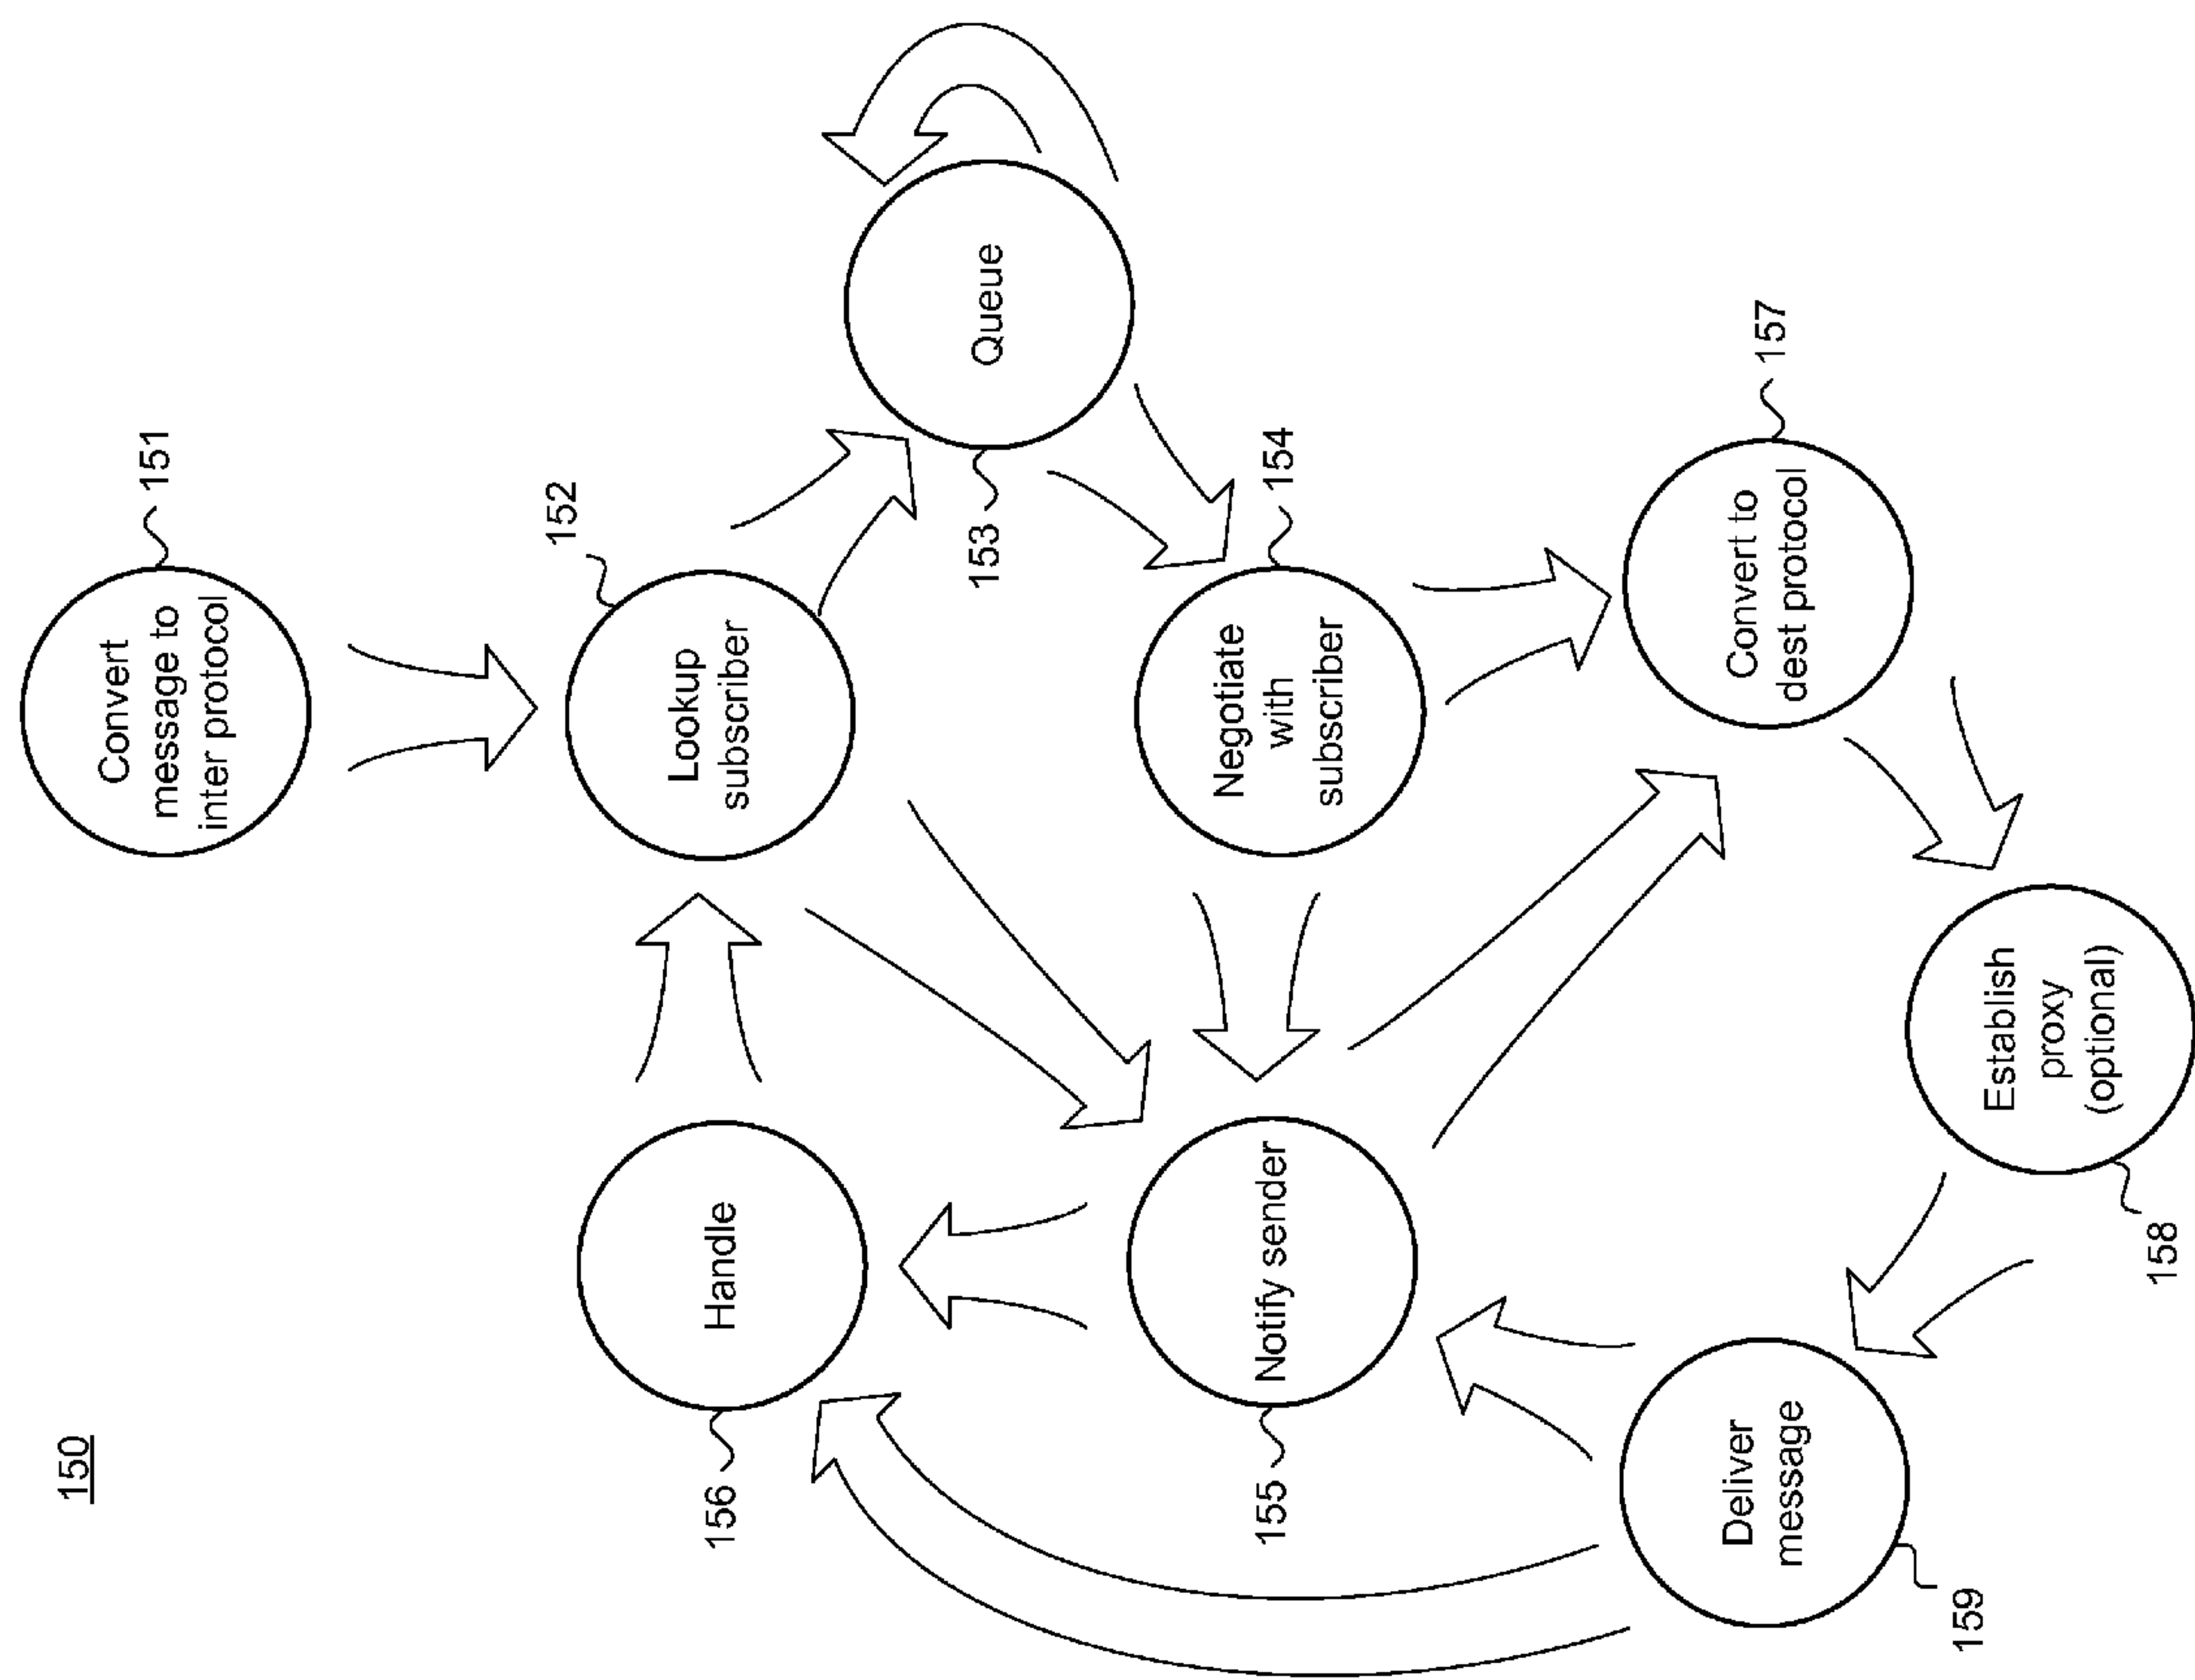 150
Convert
message to
inter protocol
151
Lookup
subscriber
152
Queue
153
Negotiate
with
subscriber
154
Handle
156
Notify sender
155
Convert to
dest protocol
157
Establish
proxy
(optional)
158
Deliver
message
159